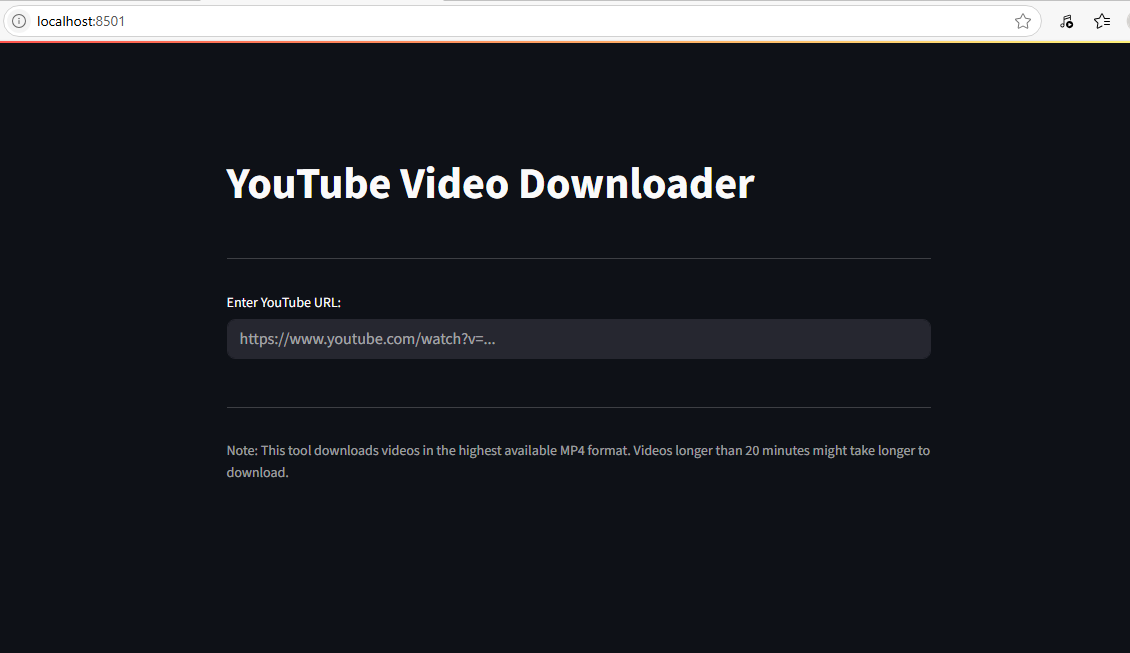 localhost:8501
YouTube Video Downloader
Enter YouTube URL:
https://www.youtube.com/watch?v=...
Note: This tool downloads videos in the highest available MP4 format. Videos longer than 20 minutes might take longer to
download.